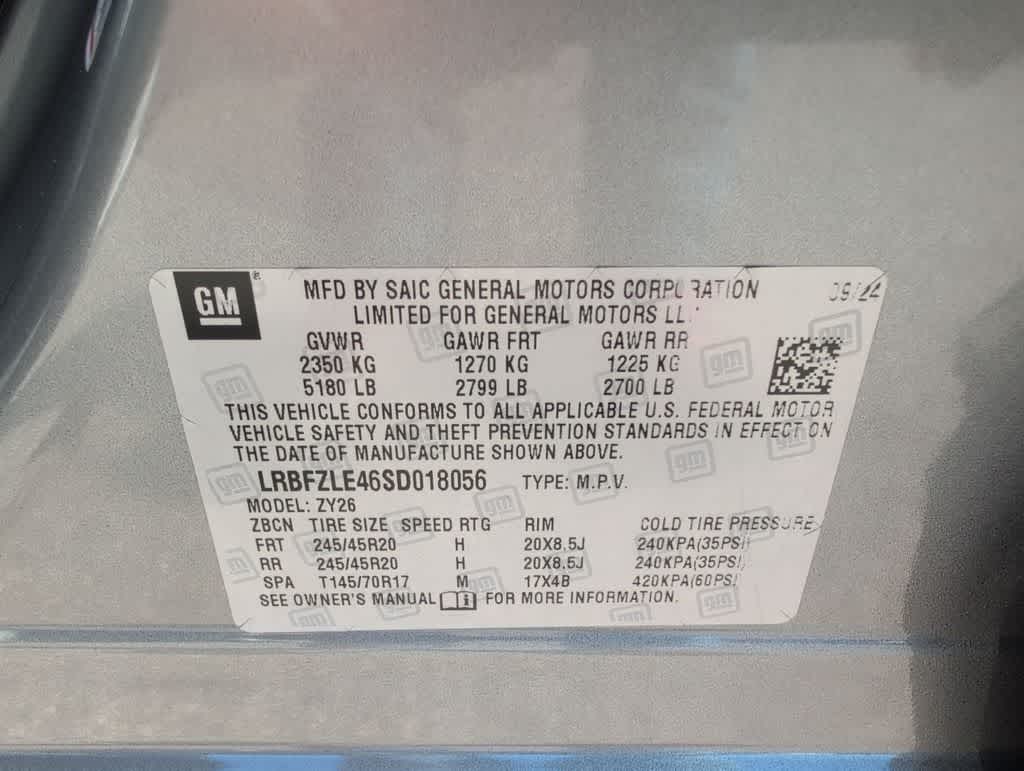 GM ®
MFD BY SAIC GENERAL MOTORS CORPORATION 09/24
LIMITED FOR GENERAL MOTORS LLC
GVWR GAWR FRT GAWR RR
2350 KG 1270 KG 1225 KG
5180 LB 2799 LB 2700 LB
THIS VEHICLE CONFORMS TO ALL APPLICABLE U.S. FEDERAL MOTOR
VEHICLE SAFETY AND THEFT PREVENTION STANDARDS IN EFFECT ON
THE DATE OF MANUFACTURE SHOWN ABOVE.
LRBFZLE46SD018056 TYPE: M.P.V.
MODEL: ZY26
ZBCN TIRE SIZE SPEED RTG RIM COLD TIRE PRESSURE
FRT 245/45R20 H 20X8.5J 240KPA(35PSI)
RR 245/45R20 H 20X8.5J 240KPA(35PSI)
SPA T145/70R17 M 17X4B 420KPA(60PSI)
SEE OWNER'S MANUAL FOR MORE INFORMATION.